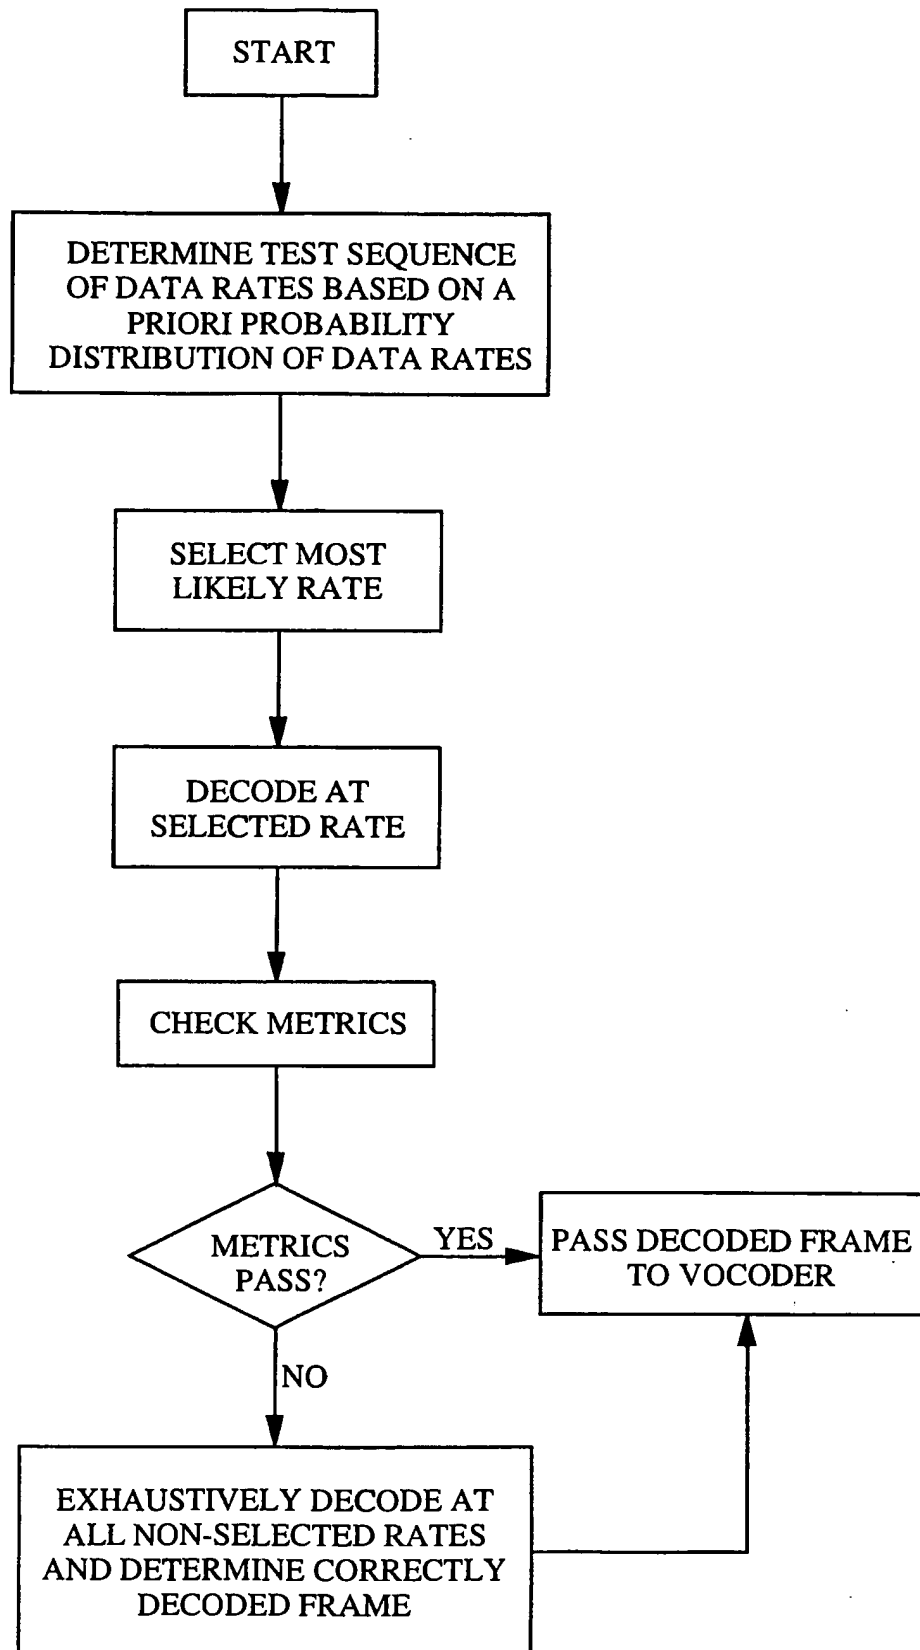 START
DETERMINE TEST SEQUENCE
OF DATA RATES BASED ON A
PRIORI PROBABILITY
DISTRIBUTION OF DATA RATES
SELECT MOST
LIKELY RATE
DECODE AT
SELECTED RATE
CHECK METRICS
METRICS
PASS?
YES
PASS DECODED FRAME
TO VOCODER
NO
EXHAUSTIVELY DECODE AT
ALL NON-SELECTED RATES
AND DETERMINE CORRECTLY
DECODED FRAME